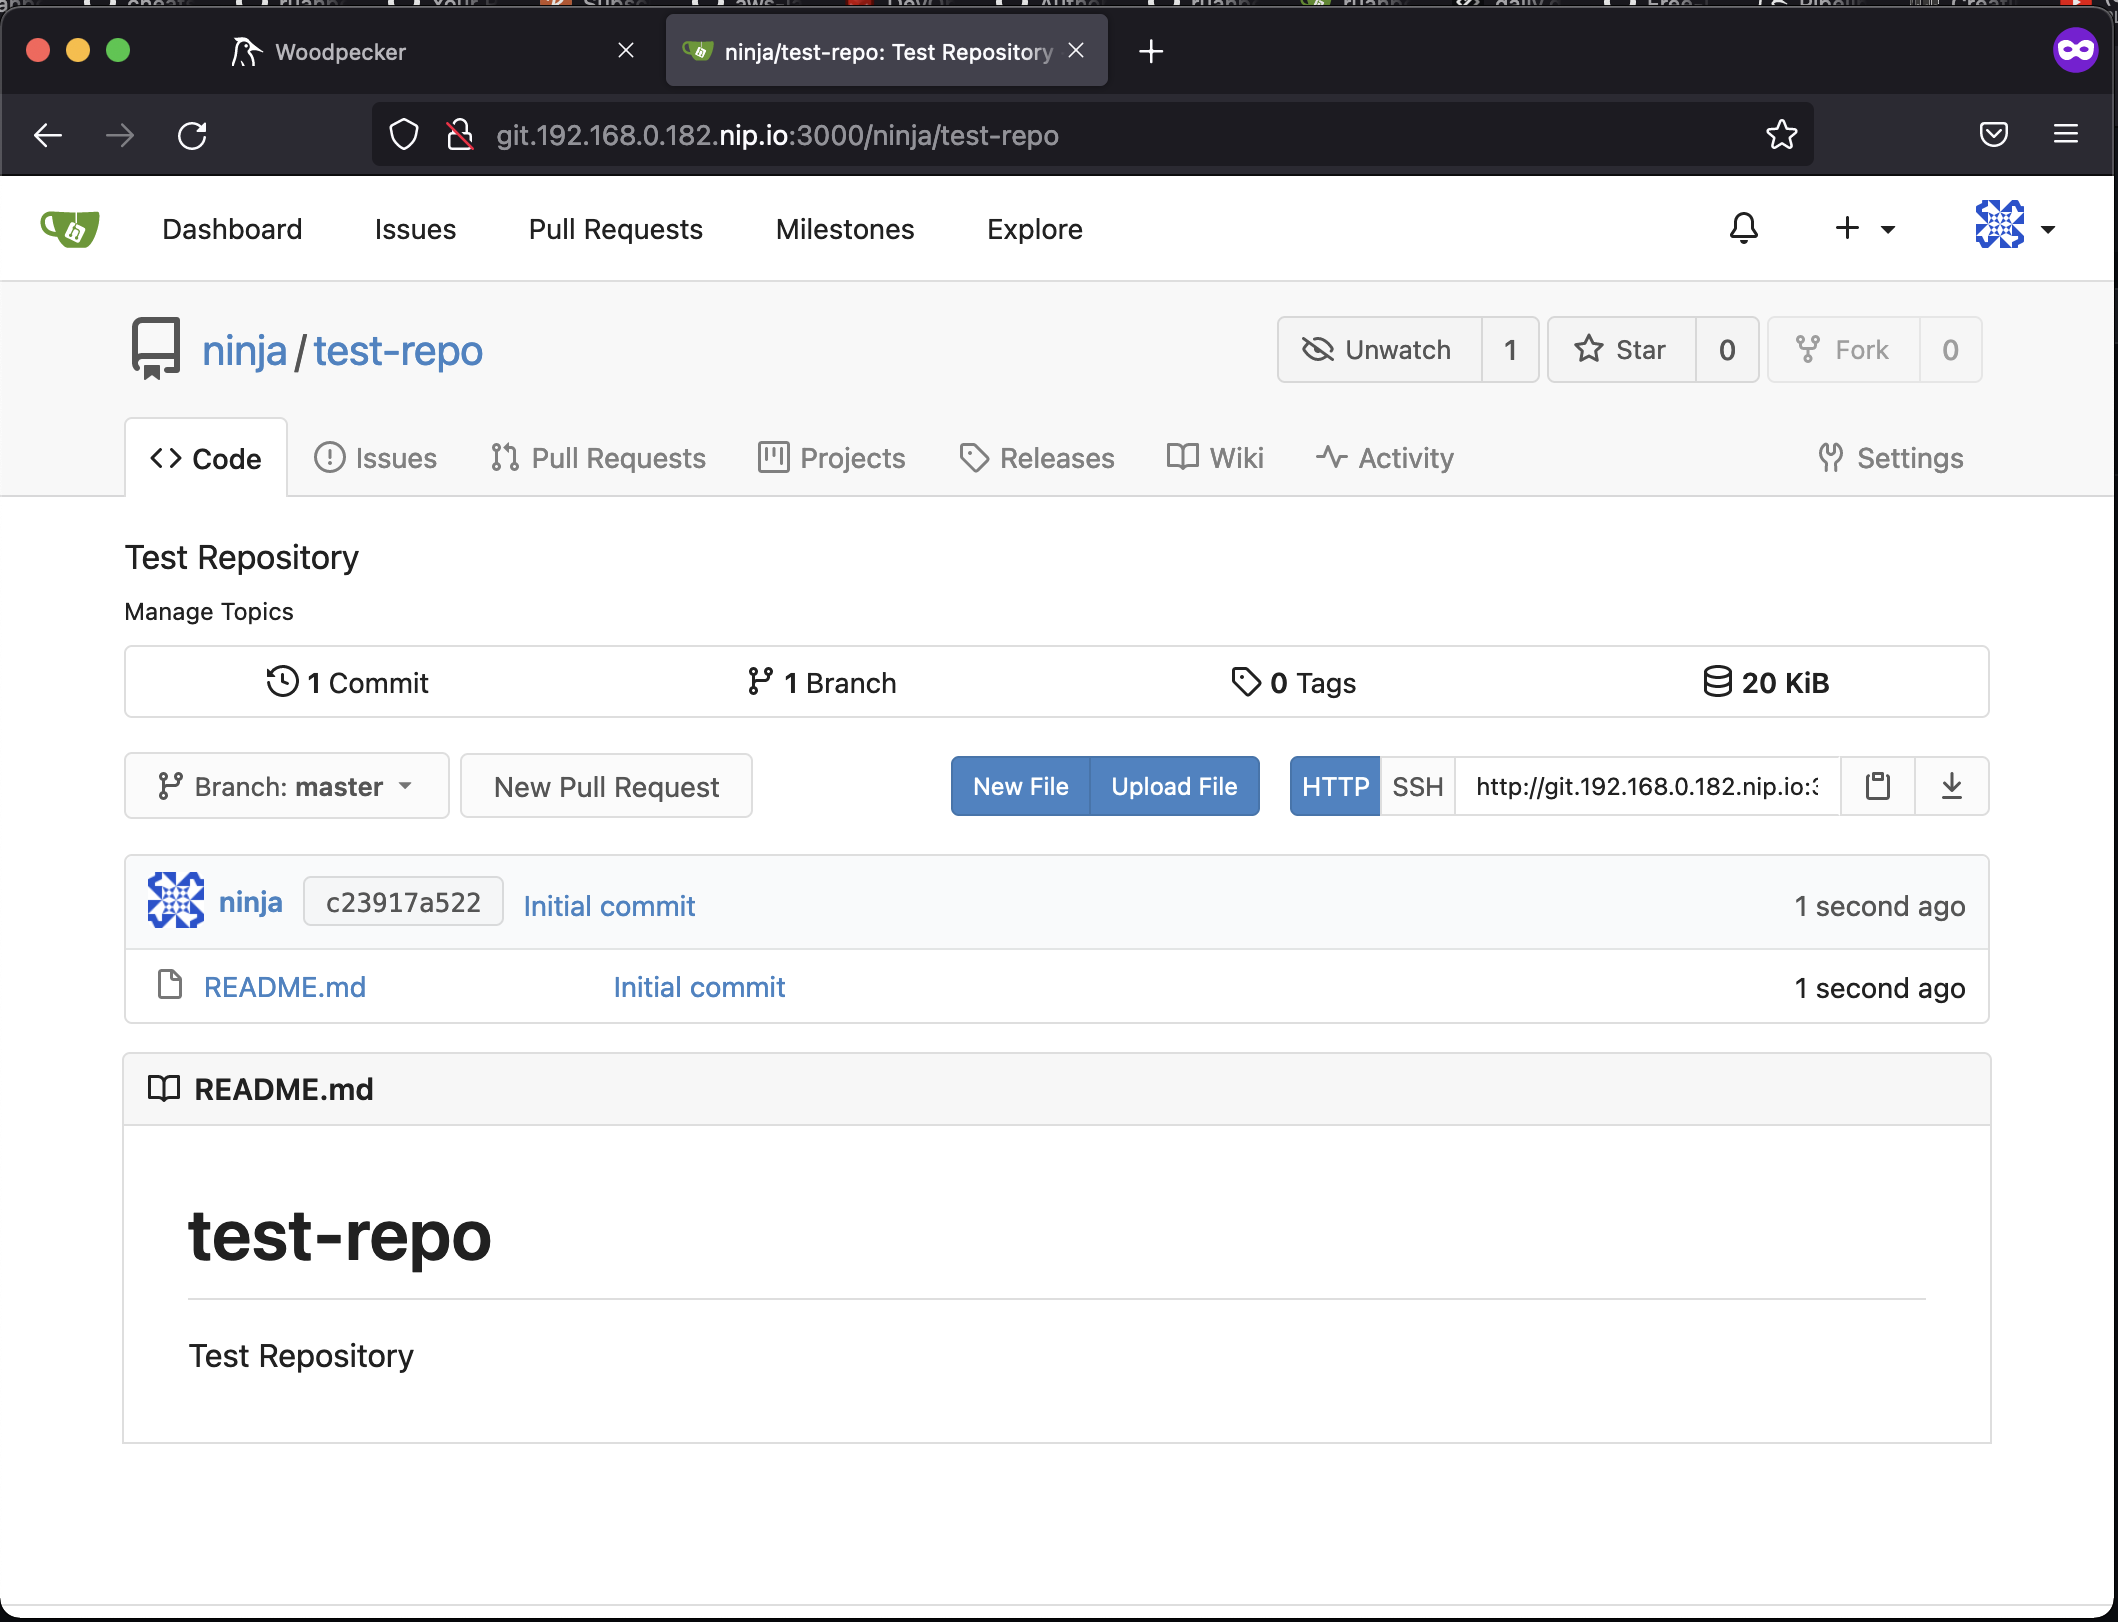 Woodpecker
ninja/test-repo: Test Repository
git.192.168.0.182.nip.io:3000/ninja/test-repo
Dashboard Issues Pull Requests Milestones Explore
ninja/test-repo
Unwatch 1 Star 0 Fork 0
Code Issues Pull Requests Projects Releases Wiki Activity Settings
Test Repository
Manage Topics
1 Commit 1 Branch 0 Tags 20 KiB
Branch: master New Pull Request New File Upload File HTTP SSH http://git.192.168.0.182.nip.io:
ninja c23917a522 Initial commit 1 second ago
README.md Initial commit 1 second ago
README.md
test-repo
Test Repository